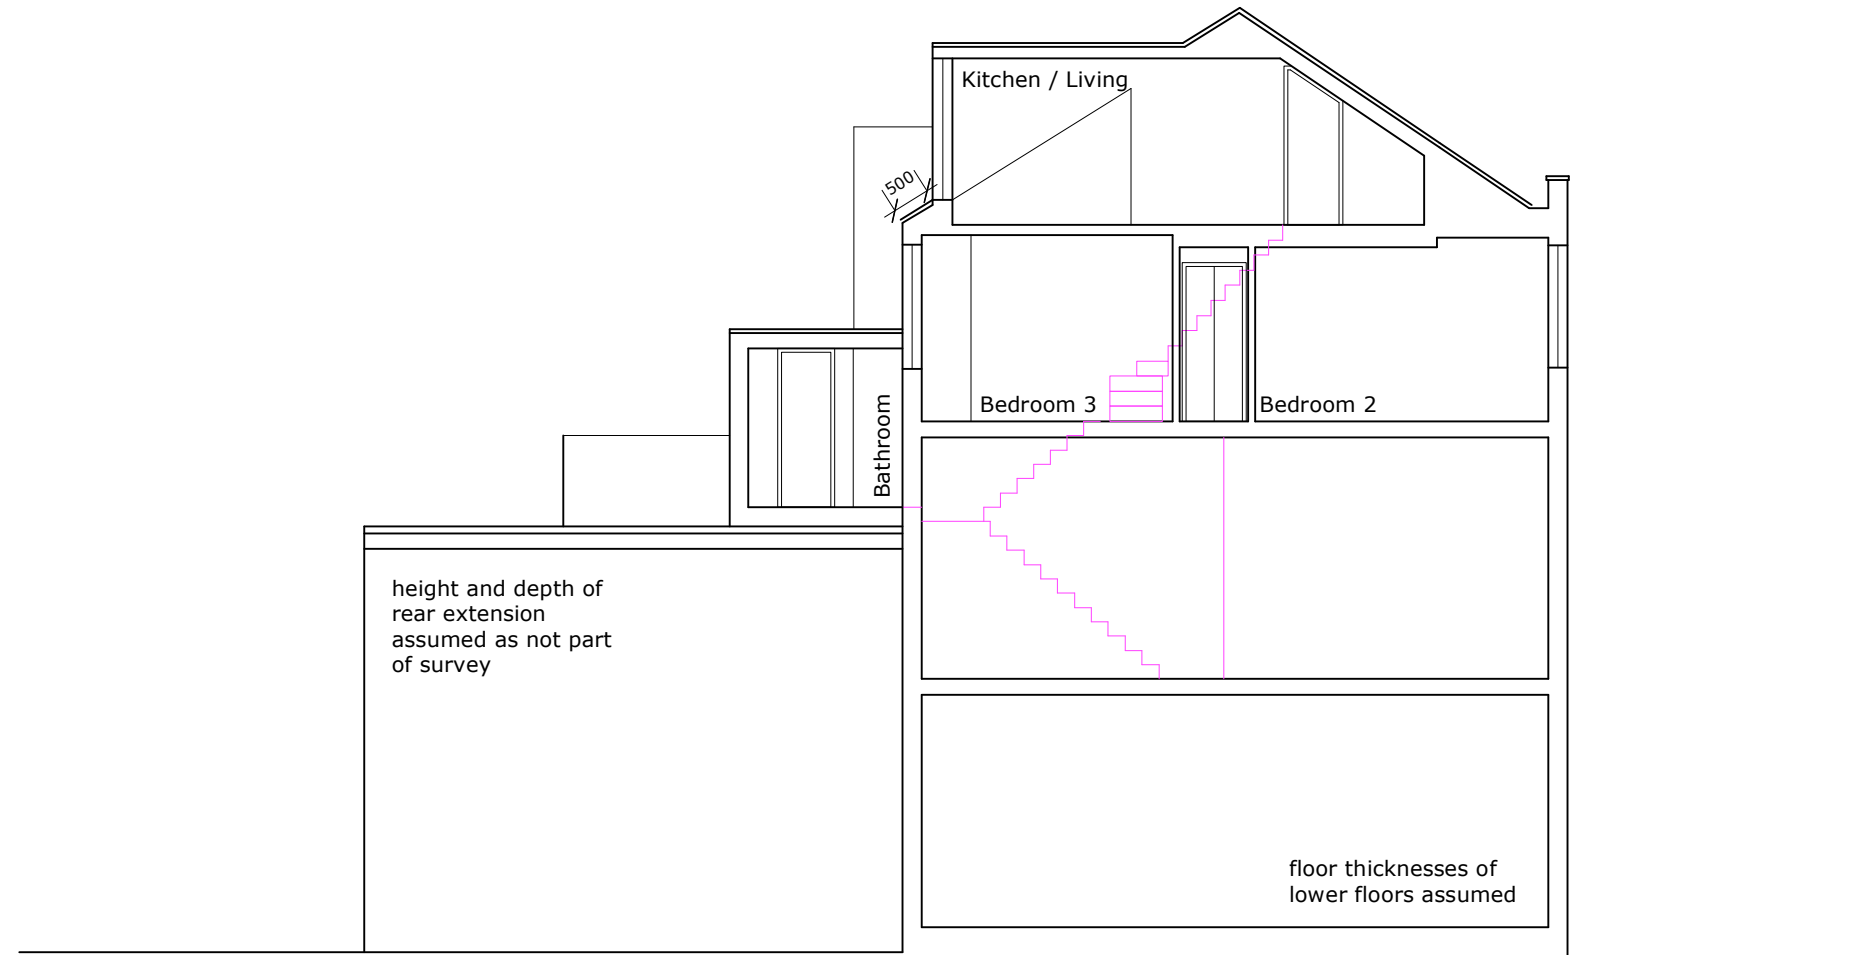 Kitchen / Living
500
Bedroom 3
Bedroom 2
Bathroom
height and depth of
rear extension
assumed as not part
of survey
floor thicknesses of
lower floors assumed